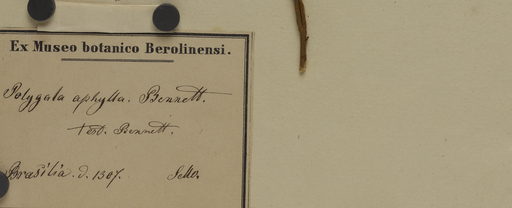 Ex Museo botanico Berolinensi.
Polygala aphylla. Bennett.
test. Bennett.
Brasilia. d. 1307. Sello.